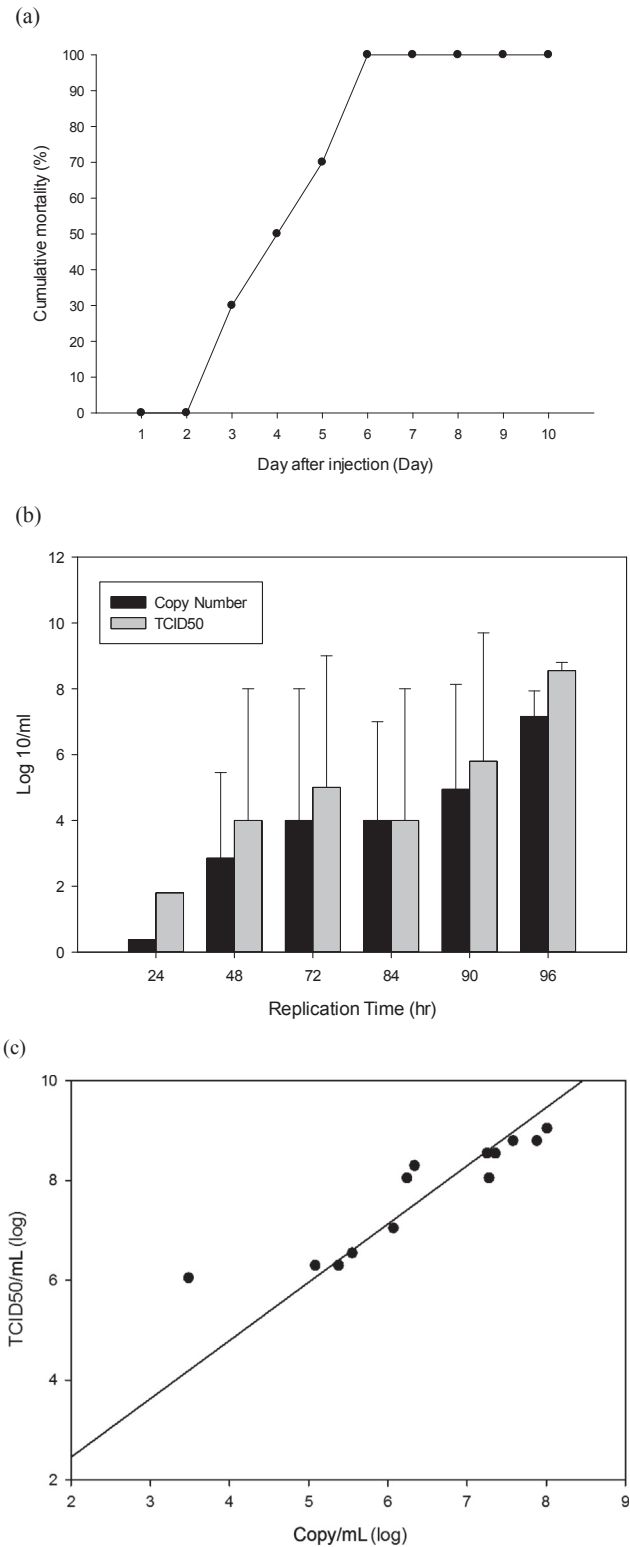 (a)
Cumulative mortality (%)
100
90
80
70
60
50
40
30
20
10
0
1 2 3 4 5 6 7 8 9 10
Day after injection (Day)
(b)
Log 10/ml
12
10
8
6
4
2
0
Copy Number
TCID50
24 48 72 84 90 96
Replication Time (hr)
(c)
TCID50/mL (log)
10
8
6
4
2
2 3 4 5 6 7 8 9
Copy/mL (log)